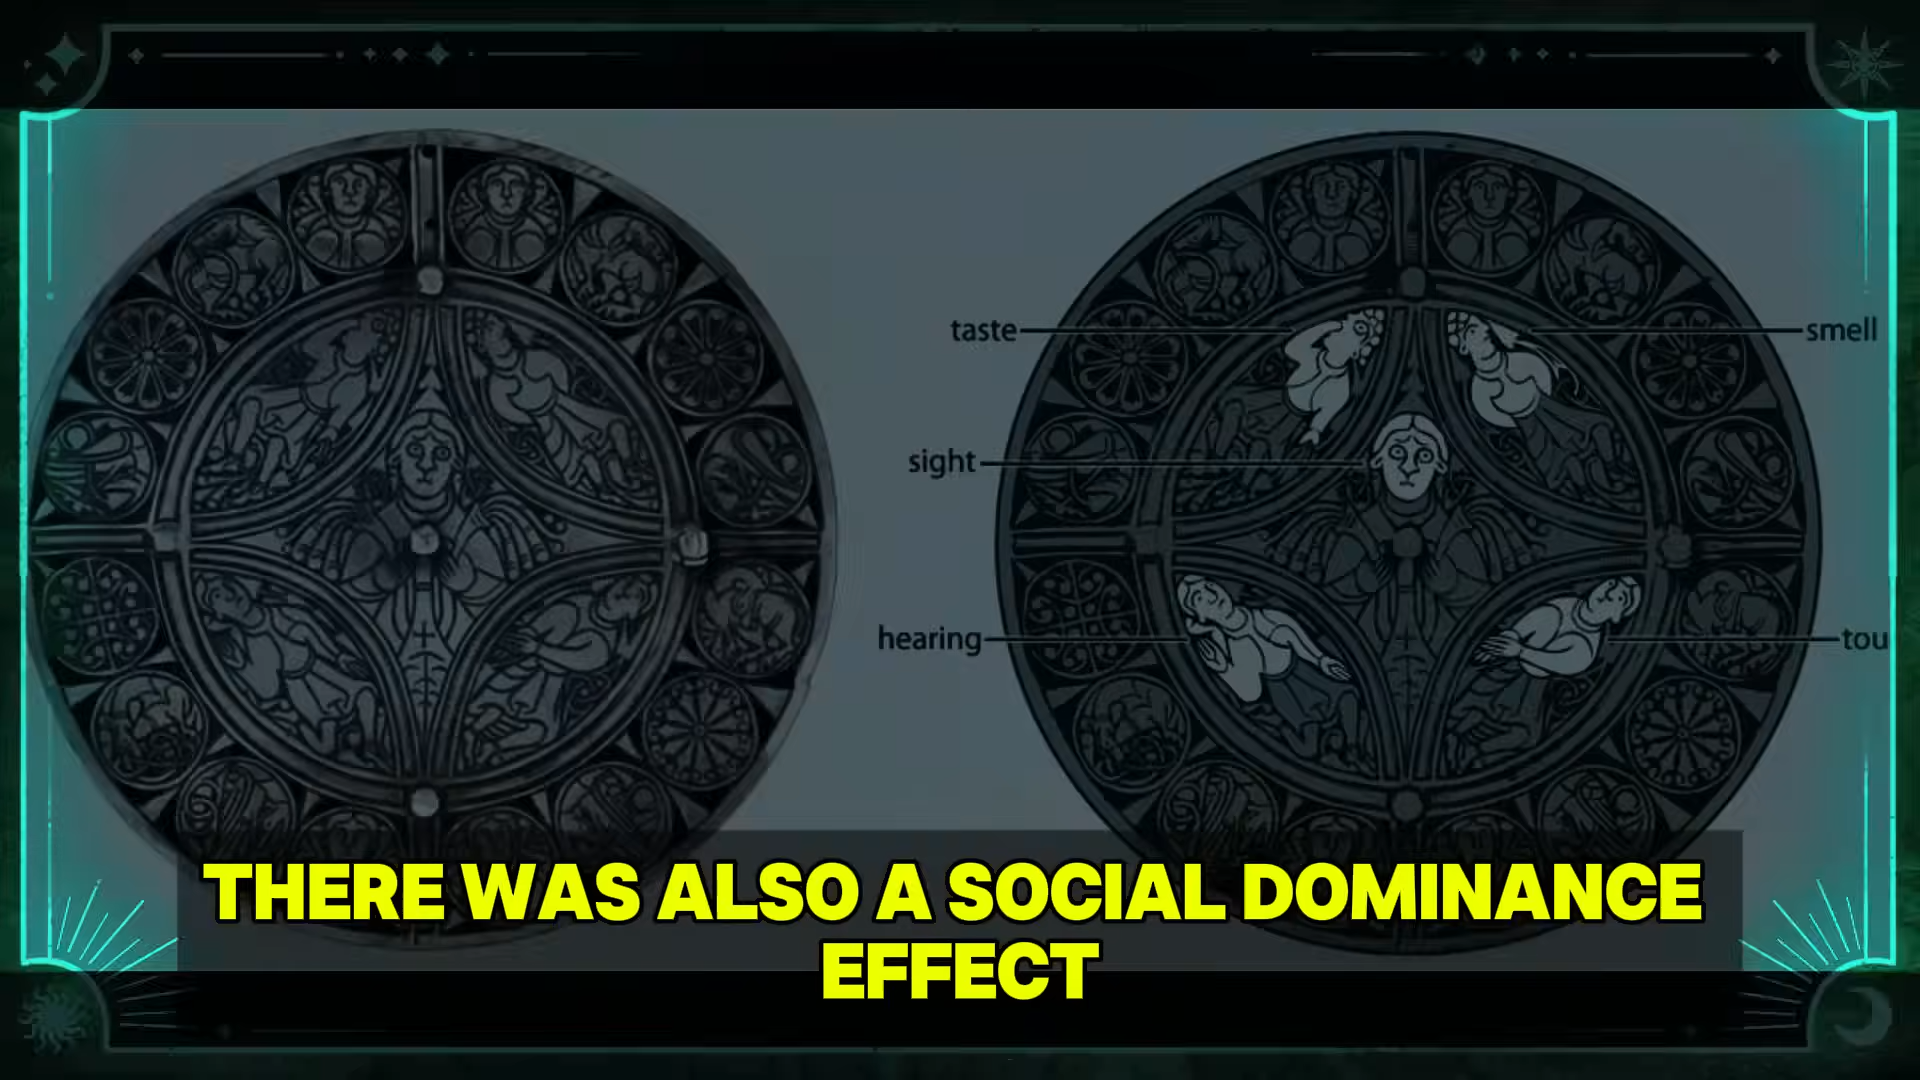 taste
smell
sight
hearing
tou
THERE WAS ALSO A SOCIAL DOMINANCE
EFFECT